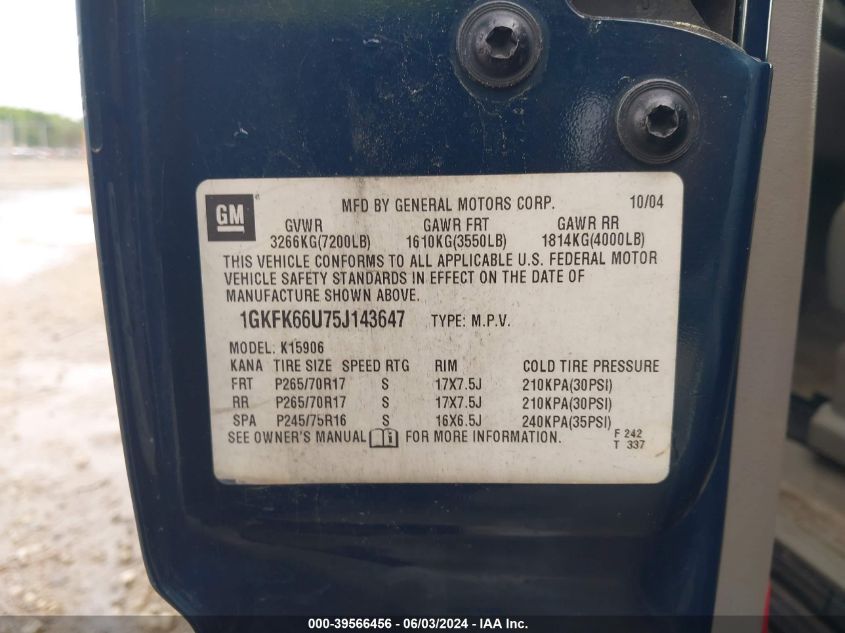 GM ® MFD BY GENERAL MOTORS CORP. 10/04
GVWR GAWR FRT GAWR RR
3266KG(7200LB) 1610KG(3550LB) 1814KG(4000LB)
THIS VEHICLE CONFORMS TO ALL APPLICABLE U.S. FEDERAL MOTOR
VEHICLE SAFETY STANDARDS IN EFFECT ON THE DATE OF
MANUFACTURE SHOWN ABOVE.
1GKFK66U75J143647 TYPE: M.P.V.
MODEL: K15906
KANA TIRE SIZE SPEED RTG RIM COLD TIRE PRESSURE
FRT P265/70R17 S 17X7.5J 210KPA(30PSI)
RR P265/70R17 S 17X7.5J 210KPA(30PSI)
SPA P245/75R16 S 16X6.5J 240KPA(35PSI)
SEE OWNER'S MANUAL i FOR MORE INFORMATION. F 242
T 337
000-39566456 - 06/03/2024 - IAA Inc.